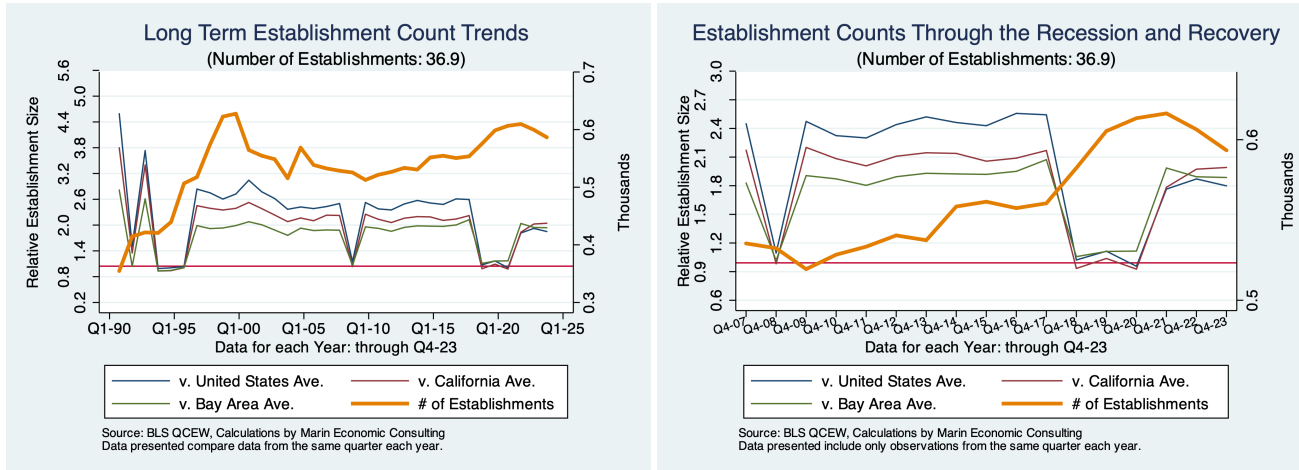 Long Term Establishment Count Trends
(Number of Establishments: 36.9)
Relative Establishment Size
5.6
5.0
4.4
3.8
3.2
2.6
2.0
1.4
0.8
0.2
0.7
0.6
0.5
0.4
0.3
Thousands
Q1-90 Q1-95 Q1-00 Q1-05 Q1-10 Q1-15 Q1-20 Q1-25
Data for each Year: through Q4-23
v. United States Ave. v. California Ave.
v. Bay Area Ave. # of Establishments
Source: BLS QCEW, Calculations by Marin Economic Consulting
Data presented compare data from the same quarter each year.
Establishment Counts Through the Recession and Recovery
(Number of Establishments: 36.9)
Relative Establishment Size
3.0
2.7
2.4
2.1
1.8
1.5
1.2
0.9
0.6
0.6
0.5
Thousands
Q4-07 Q4-08 Q4-09 Q4-10 Q4-11 Q4-12 Q4-13 Q4-14 Q4-15 Q4-16 Q4-17 Q4-18 Q4-19 Q4-20 Q4-21 Q4-22 Q4-23
Data for each Year: through Q4-23
v. United States Ave. v. California Ave.
v. Bay Area Ave. # of Establishments
Source: BLS QCEW, Calculations by Marin Economic Consulting
Data presented include only observations from the same quarter each year.